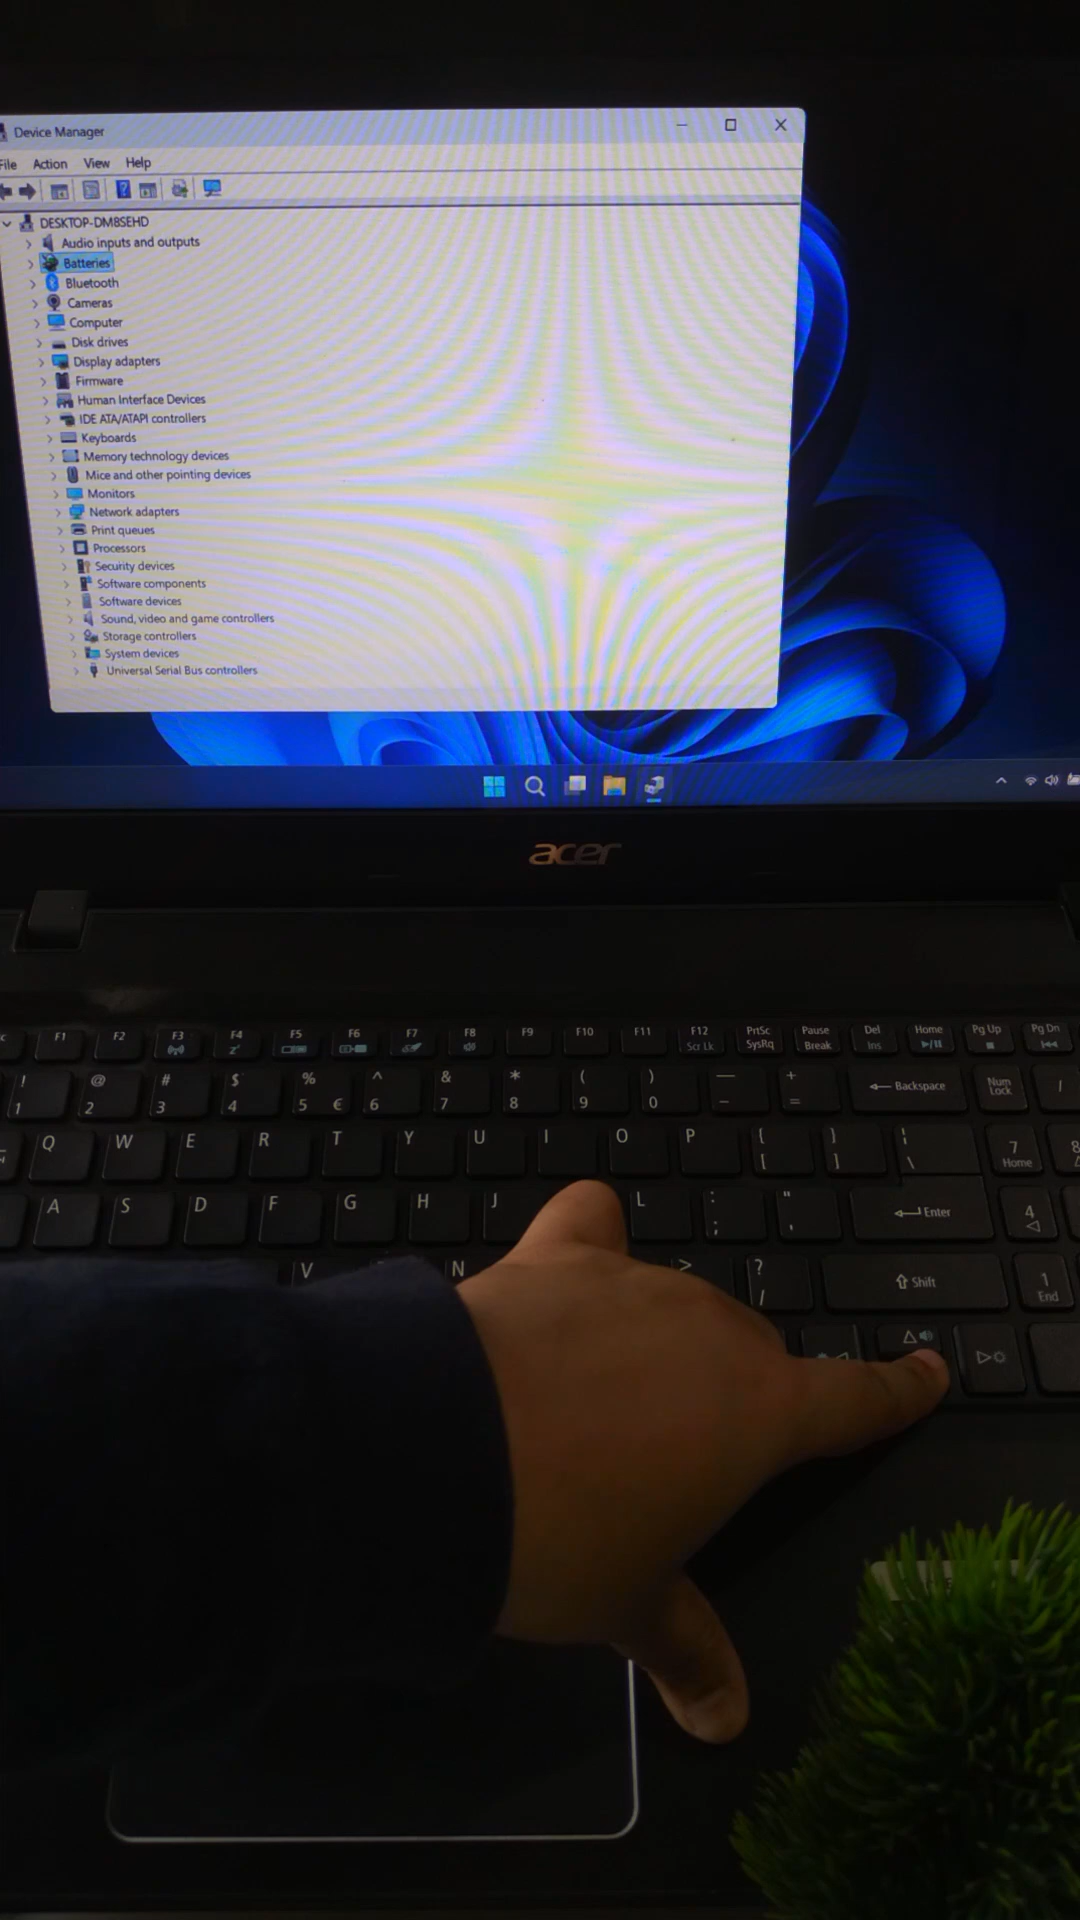 Device Manager
File Action View Help
DESKTOP-DM8SEHD
Audio inputs and outputs
Batteries
Bluetooth
Cameras
Computer
Disk drives
Display adapters
Firmware
Human Interface Devices
IDE ATA/ATAPI controllers
Keyboards
Memory technology devices
Mice and other pointing devices
Monitors
Network adapters
Print queues
Processors
Security devices
Software components
Software devices
Sound, video and game controllers
Storage controllers
System devices
Universal Serial Bus controllers
acer
F1 F2 F3 F4 F5 F6 F7 F8 F9 F10 F11 F12 PrtSc Pause Del Home Pg Up Pg Dn
Scr Lk SysRq Break Ins
! @ # $ % ^ & * ( ) — + Backspace Num Lock /
1 2 3 4 5 € 6 7 8 9 0 - =
Q W E R T Y U I O P { } ¦ 7 8
[ ] \ Home
A S D F G H J L : " Enter 4
; '
V N > ? Shift 1
/ End